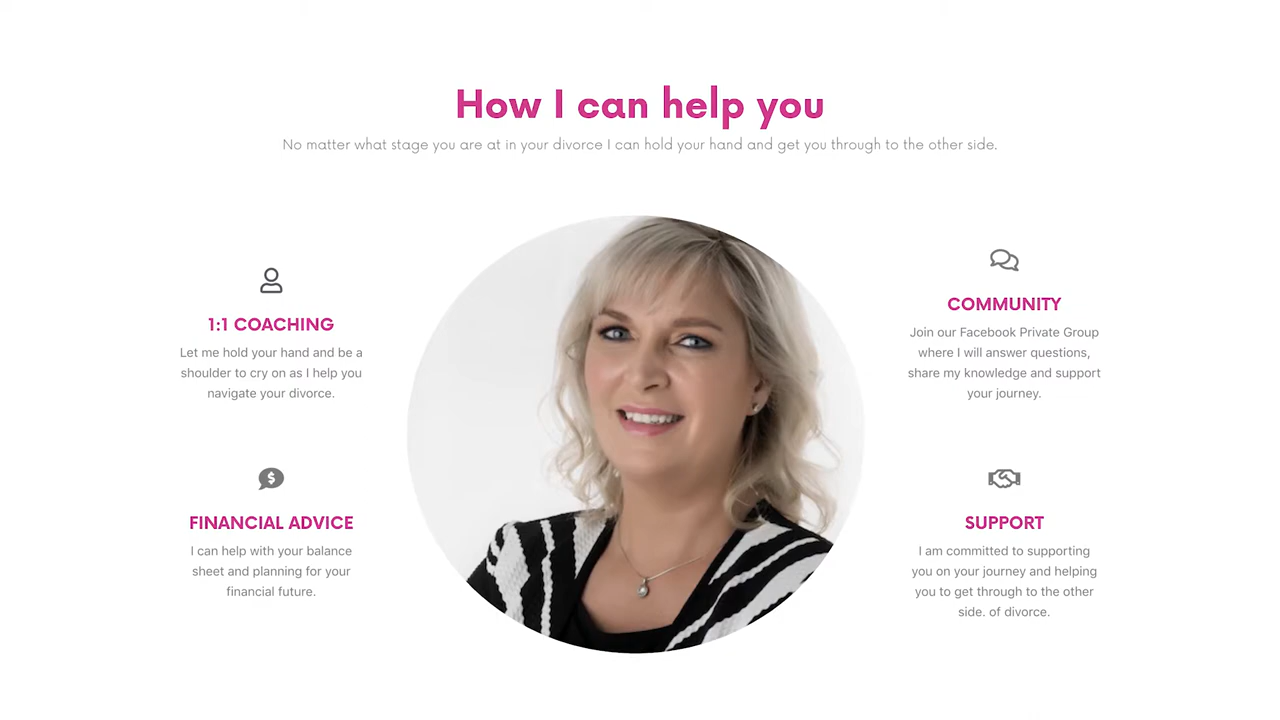 How I can help you
No matter what stage you are at in your divorce I can hold your hand and get you through to the other side.
1:1 COACHING
Let me hold your hand and be a
shoulder to cry on as I help you
navigate your divorce.
FINANCIAL ADVICE
I can help with your balance
sheet and planning for your
financial future.
COMMUNITY
Join our Facebook Private Group
where I will answer questions,
share my knowledge and support
your journey.
SUPPORT
I am committed to supporting
you on your journey and helping
you to get through to the other
side. of divorce.